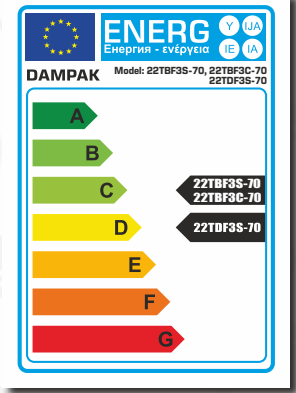 ENERG Y IJA
Енергия - ενέργεια IE IA
DAMPAK Model: 22TBF3S-70, 22TBF3C-70
22TDF3S-70
A
B
C 22TBF3S-70
22TBF3C-70
D 22TDF3S-70
E
F
G